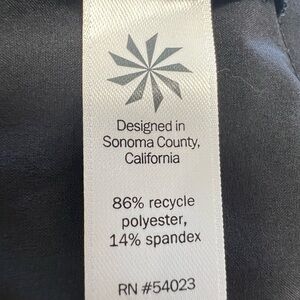 Designed in
Sonoma County,
California
86% recycle
polyester,
14% spandex
RN #54023